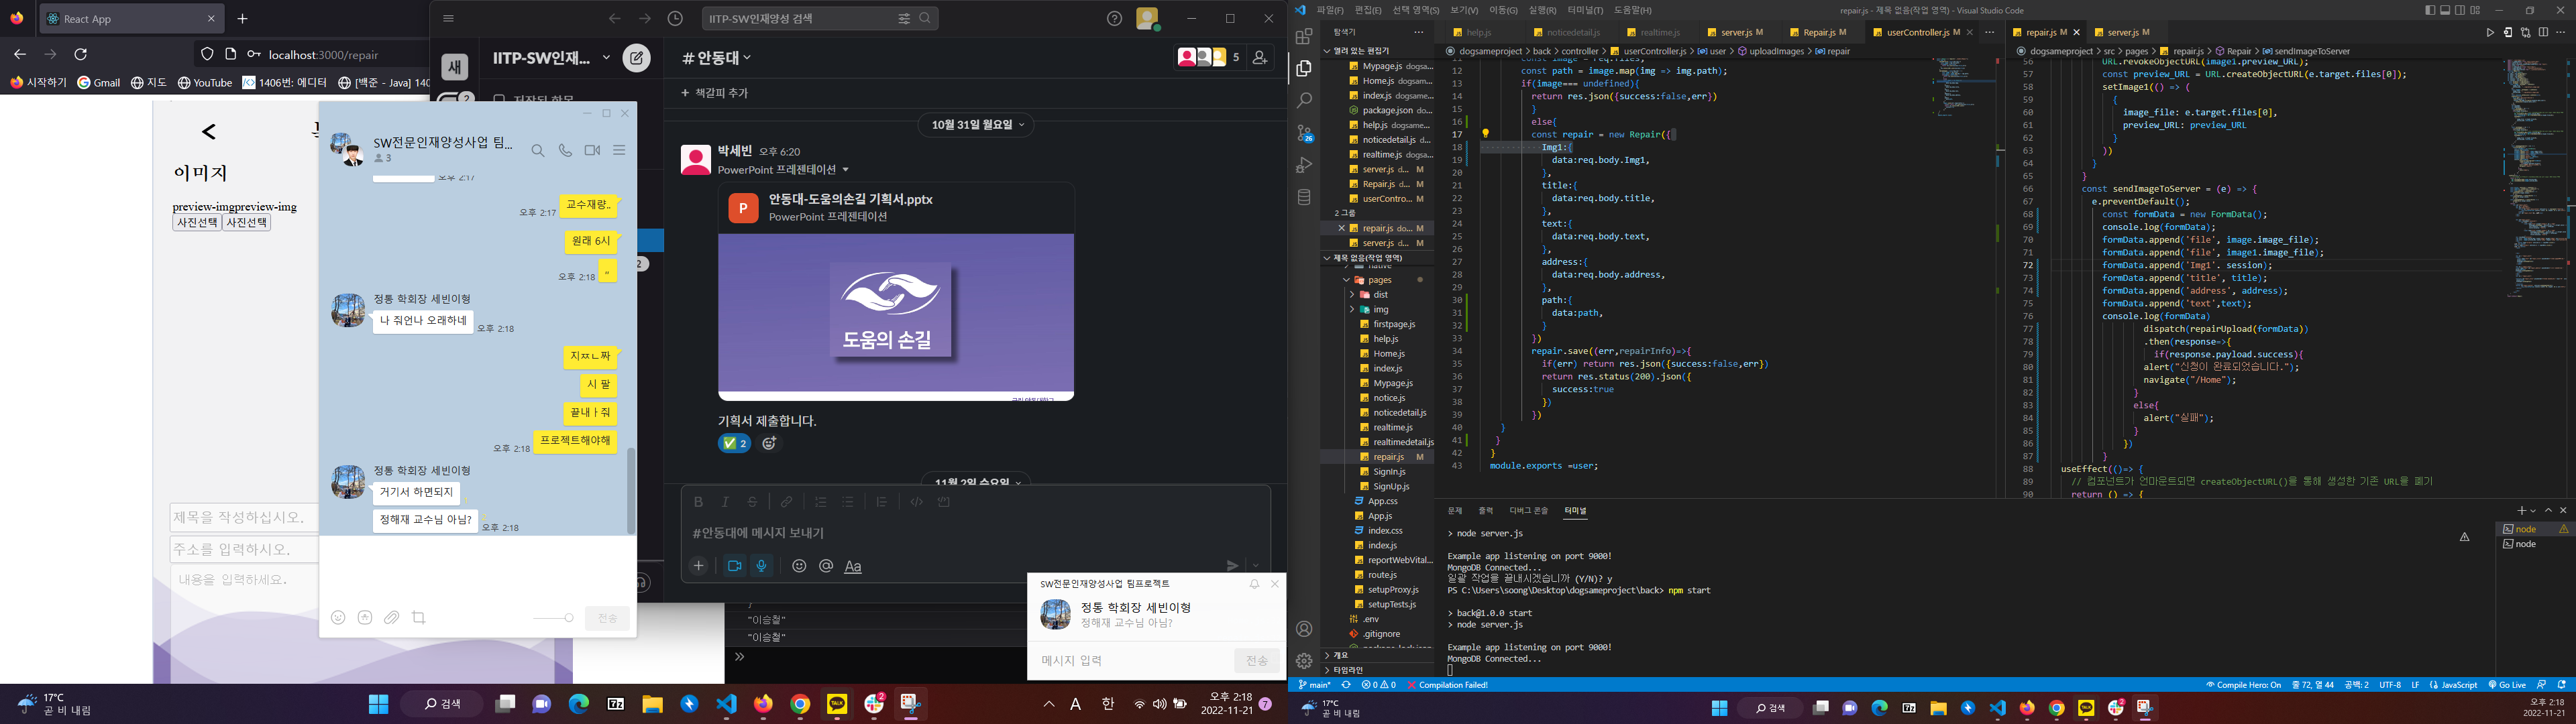 React App
localhost:3000/repair
시작하기
Gmail
지도
YouTube
1406번: 에디터
[백준 - Java] 140
이미지
preview-imgpreview-img
사진선택
사진선택
제목을 작성하십시오.
주소를 입력하시오.
내용을 입력하세요.
SW전문인재양성사업 팀...
3
오후 2:17
교수재량..
오후 2:17
원래 6시
오후 2:18
정통 학회장 세빈이형
나 줘언나 오래하네
오후 2:18
지ㅉㄴ짜
시 팔
끝내ㅏ줘
프로젝트해야해
오후 2:18
정통 학회장 세빈이형
거기서 하면되지
정해재 교수님 아님?
오후 2:18
전송
IITP-SW인재양성 검색
새
2
IITP-SW인재...
저장된 항목
# 안동대
5
+ 책갈피 추가
10월 31일 월요일
박세빈 오후 6:20
PowerPoint 프레젠테이션
P
안동대-도움의손길 기획서.pptx
PowerPoint 프레젠테이션
도움의 손길
기획서 제출합니다.
2
11월 2일 수요일
#안동대에 메시지 보내기
Aa
"이승철"
"이승철"
SW전문인재양성사업 팀프로젝트
정통 학회장 세빈이형
정해재 교수님 아님?
메시지 입력
전송
17°C
곧 비 내림
검색
A 한
오후 2:18
2022-11-21
7
파일(F) 편집(E) 선택 영역(S) 보기(V) 이동(G) 실행(R) 터미널(T) 도움말(H)
repair.js - 제목 없음(작업 영역) - Visual Studio Code
탐색기
열려 있는 편집기
Mypage.js dogsa...
Home.js dogsam...
index.js dogsame...
package.json do...
help.js dogsame...
noticedetail.js d...
realtime.js dogsa...
server.js d... M
Repair.js d... M
userContro... M
2 그룹
repair.js do... M
server.js d... M
제목 없음(작업 영역)
native
pages
dist
img
firstpage.js
help.js
Home.js
index.js
Mypage.js
notice.js
noticedetail.js
realtime.js
realtimedetail.js
repair.js M
SignIn.js
SignUp.js
App.css
App.js
index.css
index.js
reportWebVital...
route.js
setupProxy.js
setupTests.js
.env
.gitignore
개요
타임라인
help.js
noticedetail.js
realtime.js
server.js M
Repair.js M
userController.js M
dogsameproject > back > controller > userController.js > user > uploadImages > repair
11 const image = req.files;
12 const path = image.map(img => img.path);
13 if(image=== undefined){
14 return res.json({success:false,err})
15 }
16 else{
17 const repair = new Repair({
18 Img1:{
19 data:req.body.Img1,
20 },
21 title:{
22 data:req.body.title,
23 },
24 text:{
25 data:req.body.text,
26 },
27 address:{
28 data:req.body.address,
29 },
30 path:{
31 data:path,
32 }
33 })
34 repair.save((err,repairInfo)=>{
35 if(err) return res.json({success:false,err})
36 return res.status(200).json({
37 success:true
38 })
39 })
40 }
41 }
42 }
43 module.exports =user;
repair.js M
server.js M
dogsameproject > src > pages > repair.js > Repair > sendImageToServer
56 URL.revokeObjectURL(image1.preview_URL);
57 const preview_URL = URL.createObjectURL(e.target.files[0]);
58 setImage1(() => (
59 {
60 image_file: e.target.files[0],
61 preview_URL: preview_URL
62 }
63 ))
64 }
65 }
66 const sendImageToServer = (e) => {
67 e.preventDefault();
68 const formData = new FormData();
69 console.log(formData);
70 formData.append('file', image.image_file);
71 formData.append('file', image1.image_file);
72 formData.append('Img1'. session);
73 formData.append('title', title);
74 formData.append('address', address);
75 formData.append('text',text);
76 console.log(formData)
77 dispatch(repairUpload(formData))
78 .then(response=>{
79 if(response.payload.success){
80 alert("신청이 완료되었습니다.");
81 navigate("/Home");
82 }
83 else{
84 alert("실패");
85 }
86 })
87 }
88 useEffect(()=> {
89 // 컴포넌트가 언마운트되면 createObjectURL()을 통해 생성한 기존 URL을 폐기
90 return () => {
문제 출력 디버그 콘솔 터미널
> node server.js
Example app listening on port 9000!
MongoDB Connected...
일괄 작업을 끝내시겠습니까 (Y/N)? y
PS C:\Users\soong\Desktop\dogsameproject\back> npm start
> back@1.0.0 start
> node server.js
Example app listening on port 9000!
MongoDB Connected...
node
node
main*
0 0
Compilation Failed!
Compile Hero: On
줄 72, 열 44
공백: 2
UTF-8
LF
JavaScript
Go Live
17°C
곧 비 내림
검색
오후 2:18
2022-11-21